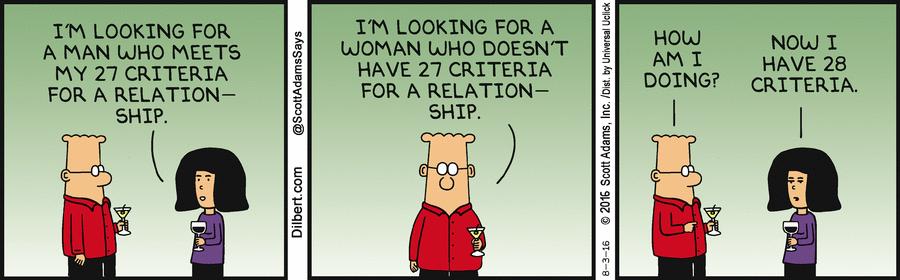 I'M LOOKING FOR
A MAN WHO MEETS
MY 27 CRITERIA
FOR A RELATION–
SHIP.
Dilbert.com @ScottAdamsSays
I'M LOOKING FOR A
WOMAN WHO DOESN'T
HAVE 27 CRITERIA
FOR A RELATION–
SHIP.
8-3-16 © 2016 Scott Adams, Inc. /Dist. by Universal Uclick
HOW
AM I
DOING?
NOW I
HAVE 28
CRITERIA.